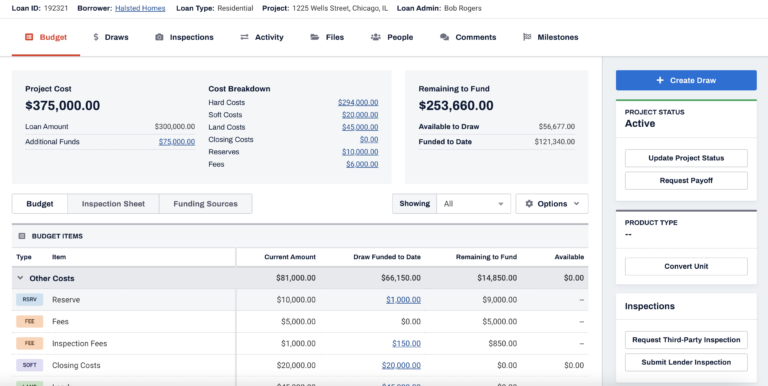 Loan ID: 192321 Borrower: Halsted Homes Loan Type: Residential Project: 1225 Wells Street, Chicago, IL Loan Admin: Bob Rogers
Budget Draws Inspections Activity Files People Comments Milestones
Project Cost
$375,000.00
Loan Amount $300,000.00
Additional Funds $75,000.00
Cost Breakdown
Hard Costs $294,000.00
Soft Costs $20,000.00
Land Costs $45,000.00
Closing Costs $0.00
Reserves $10,000.00
Fees $6,000.00
Remaining to Fund
$253,660.00
Available to Draw $56,677.00
Funded to Date $121,340.00
Budget Inspection Sheet Funding Sources
Showing All Options
BUDGET ITEMS
Type Item Current Amount Draw Funded to Date Remaining to Fund Available
Other Costs $81,000.00 $66,150.00 $14,850.00 $0.00
RSRV Reserve $10,000.00 $1,000.00 $9,000.00 –
FEE Fees $5,000.00 $0.00 $5,000.00 –
FEE Inspection Fees $1,000.00 $150.00 $850.00 –
SOFT Closing Costs $20,000.00 $20,000.00 $0.00 $0.00
+ Create Draw
PROJECT STATUS
Active
Update Project Status
Request Payoff
PRODUCT TYPE
--
Convert Unit
Inspections
Request Third-Party Inspection
Submit Lender Inspection